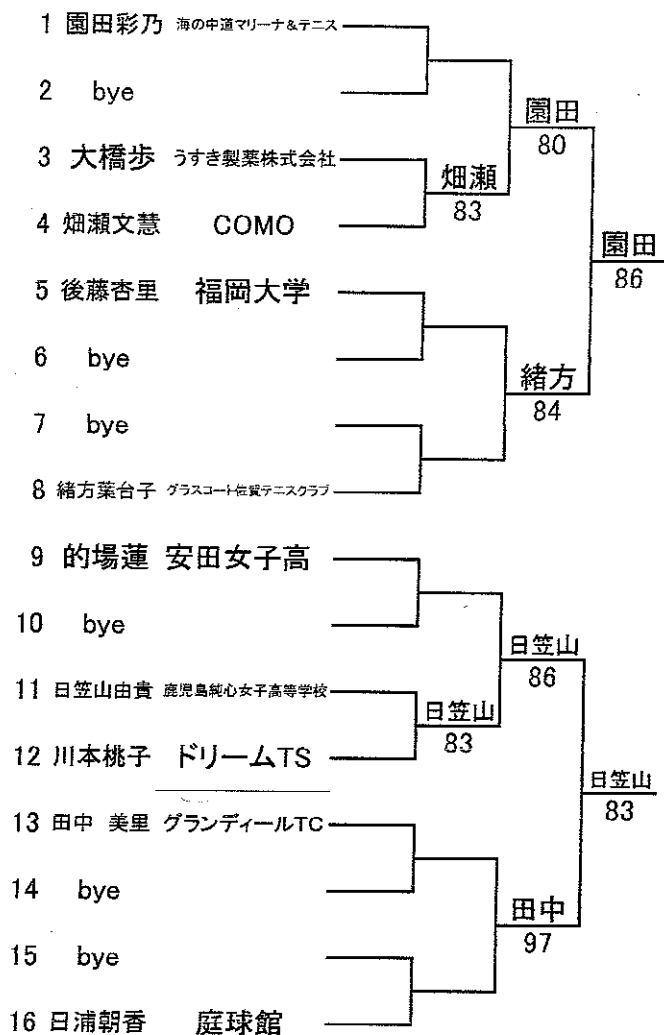 1 園田彩乃 海の中道マリーナ&テニス
2 bye
園田
80
3 大橋歩 うすき製薬株式会社
畑瀬
83
4 畑瀬文慧 COMO
園田
86
5 後藤杏里 福岡大学
6 bye
緒方
84
7 bye
8 緒方葉台子 グラスコート佐賀テニスクラブ
9 的場蓮 安田女子高
10 bye
日笠山
86
11 日笠山由貴 鹿児島純心女子高等学校
日笠山
83
12 川本桃子 ドリームTS
日笠山
83
13 田中 美里 グランディールTC
14 bye
田中
97
15 bye
16 日浦朝香 庭球館